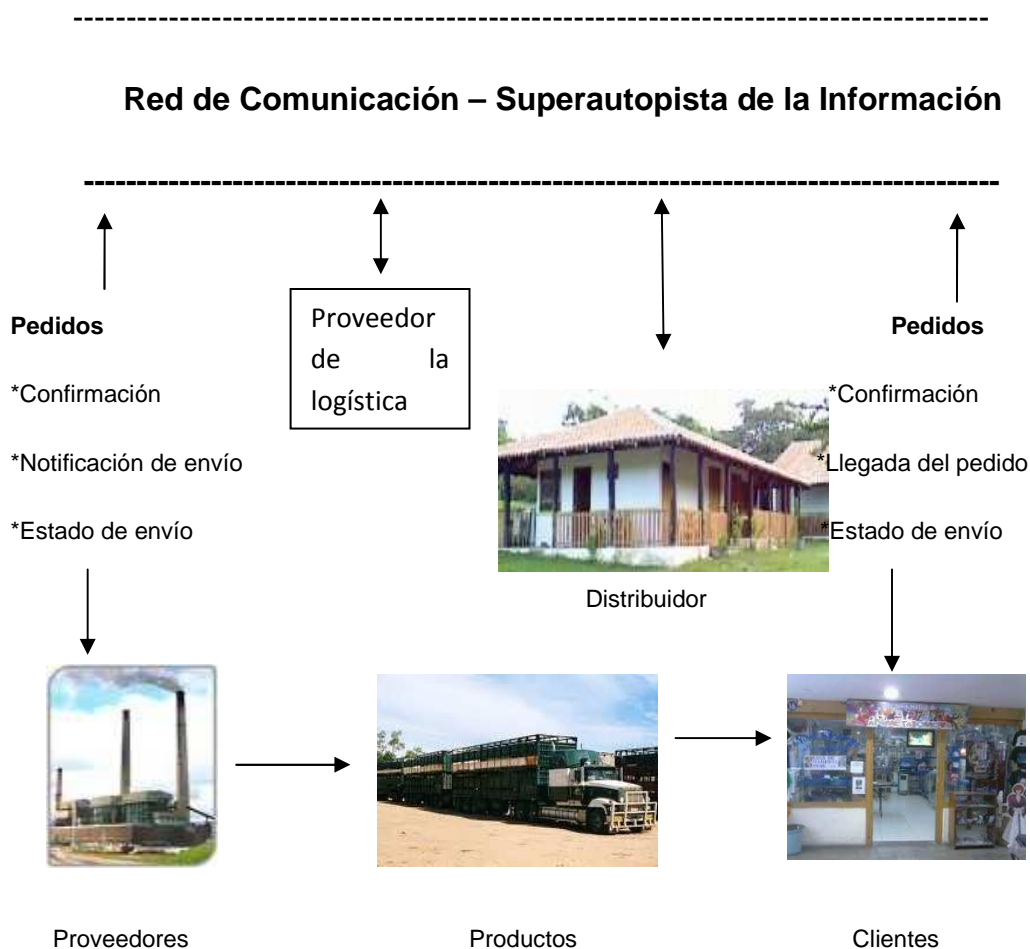 Red de Comunicación – Superautopista de la Información
Pedidos
*Confirmación
*Notificación de envío
*Estado de envío
Proveedor
de la
logística
Distribuidor
Pedidos
*Confirmación
*Llegada del pedido
*Estado de envío
Proveedores
Productos
Clientes